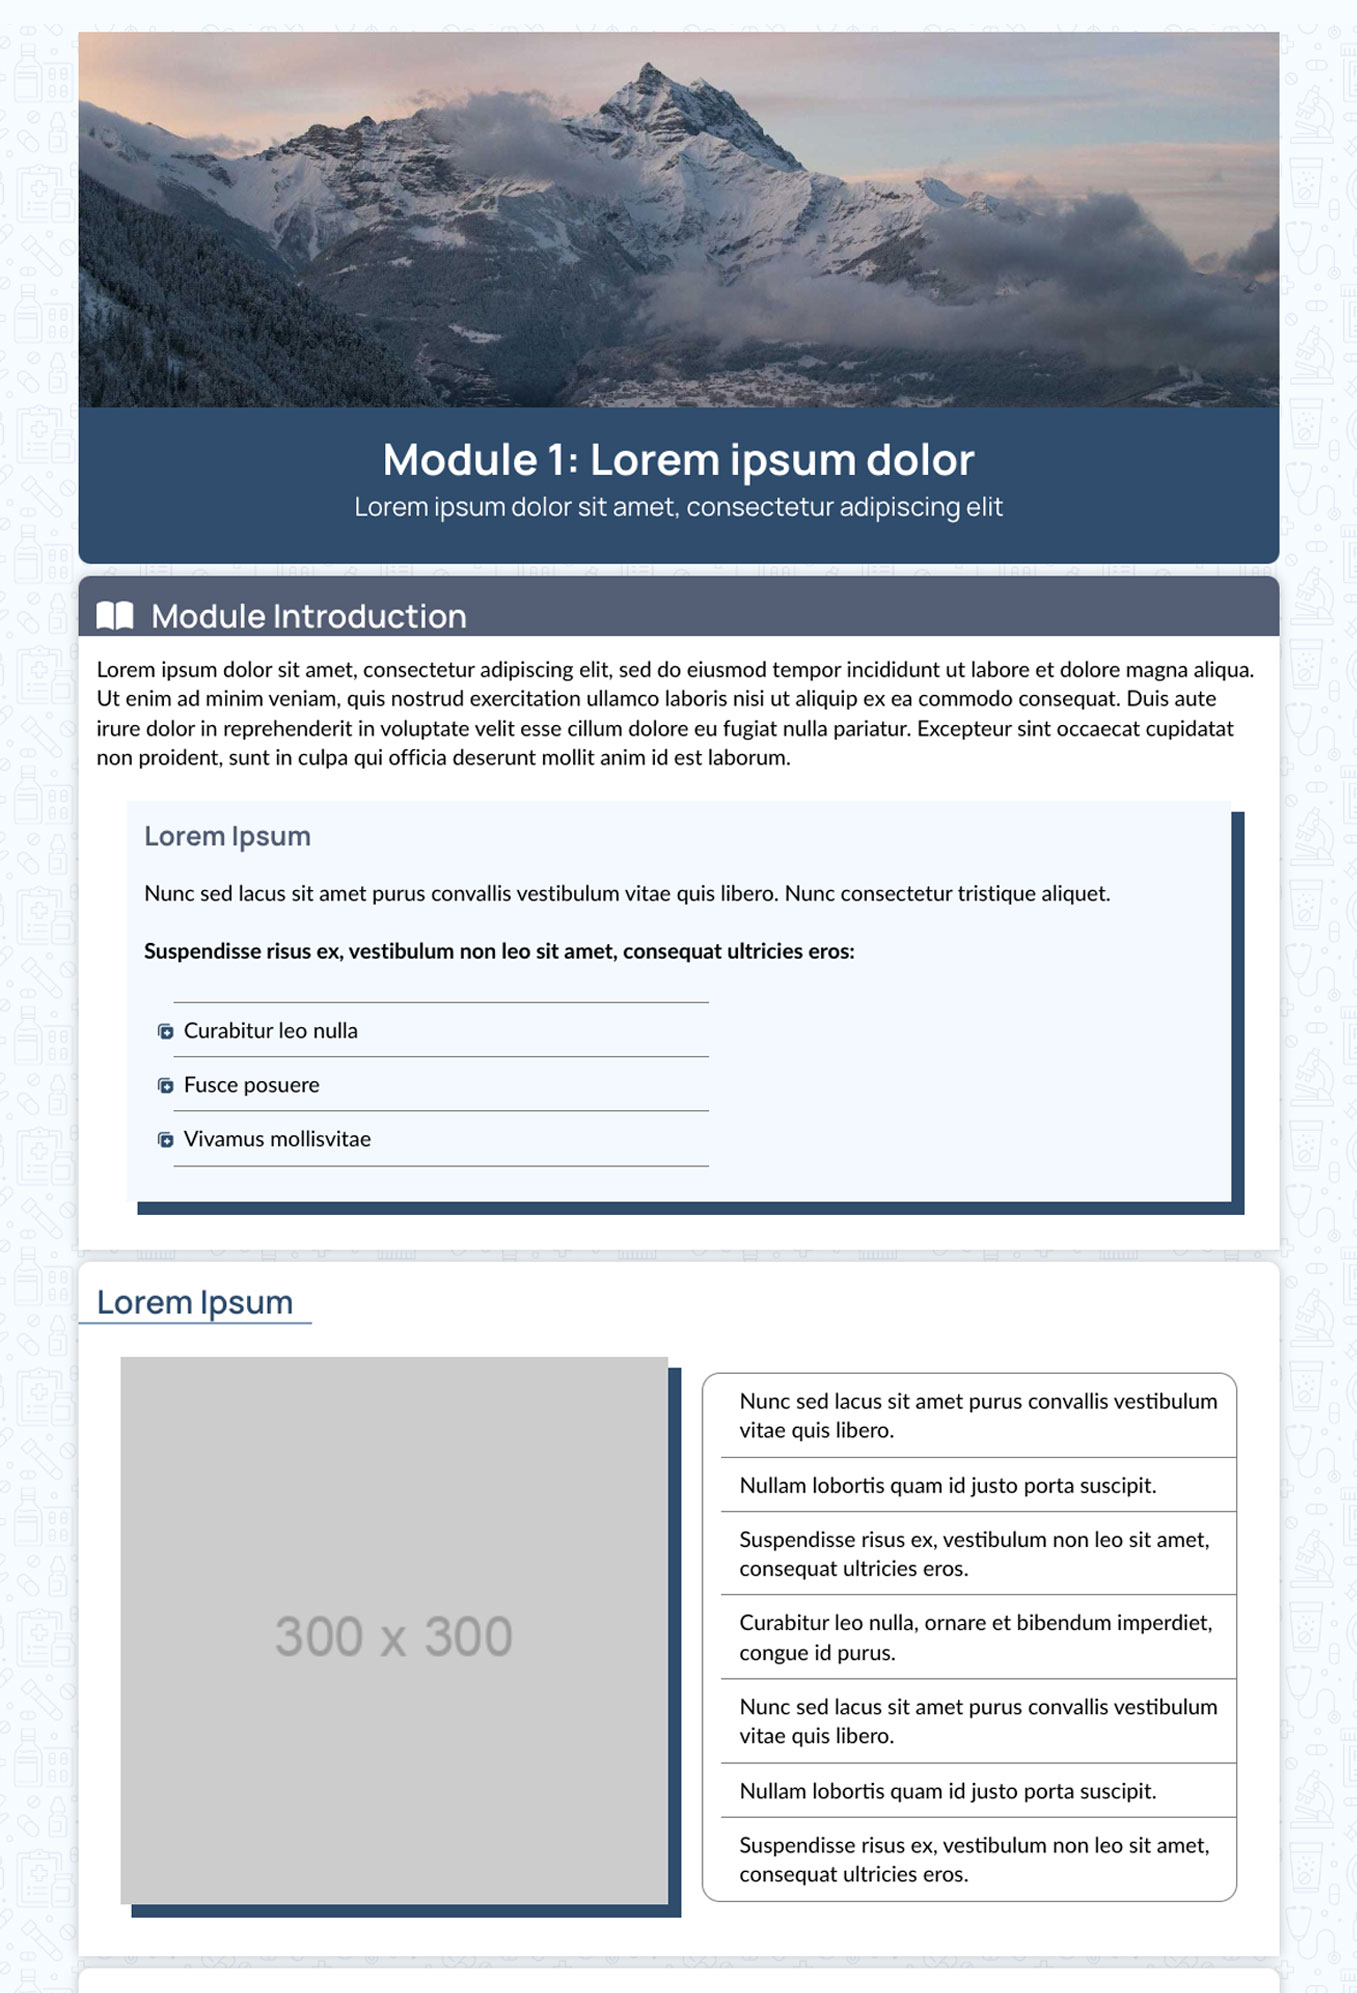 Module 1: Lorem ipsum dolor
Lorem ipsum dolor sit amet, consectetur adipiscing elit
Module Introduction
Lorem ipsum dolor sit amet, consectetur adipiscing elit, sed do eiusmod tempor incididunt ut labore et dolore magna aliqua.
Ut enim ad minim veniam, quis nostrud exercitation ullamco laboris nisi ut aliquip ex ea commodo consequat. Duis aute
irure dolor in reprehenderit in voluptate velit esse cillum dolore eu fugiat nulla pariatur. Excepteur sint occaecat cupidatat
non proident, sunt in culpa qui officia deserunt mollit anim id est laborum.
Lorem Ipsum
Nunc sed lacus sit amet purus convallis vestibulum vitae quis libero. Nunc consectetur tristique aliquet.
Suspendisse risus ex, vestibulum non leo sit amet, consequat ultricies eros:
Curabitur leo nulla
Fusce posuere
Vivamus mollisvitae
Lorem Ipsum
300 x 300
Nunc sed lacus sit amet purus convallis vestibulum
vitae quis libero.
Nullam lobortis quam id justo porta suscipit.
Suspendisse risus ex, vestibulum non leo sit amet,
consequat ultricies eros.
Curabitur leo nulla, ornare et bibendum imperdiet,
congue id purus.
Nunc sed lacus sit amet purus convallis vestibulum
vitae quis libero.
Nullam lobortis quam id justo porta suscipit.
Suspendisse risus ex, vestibulum non leo sit amet,
consequat ultricies eros.